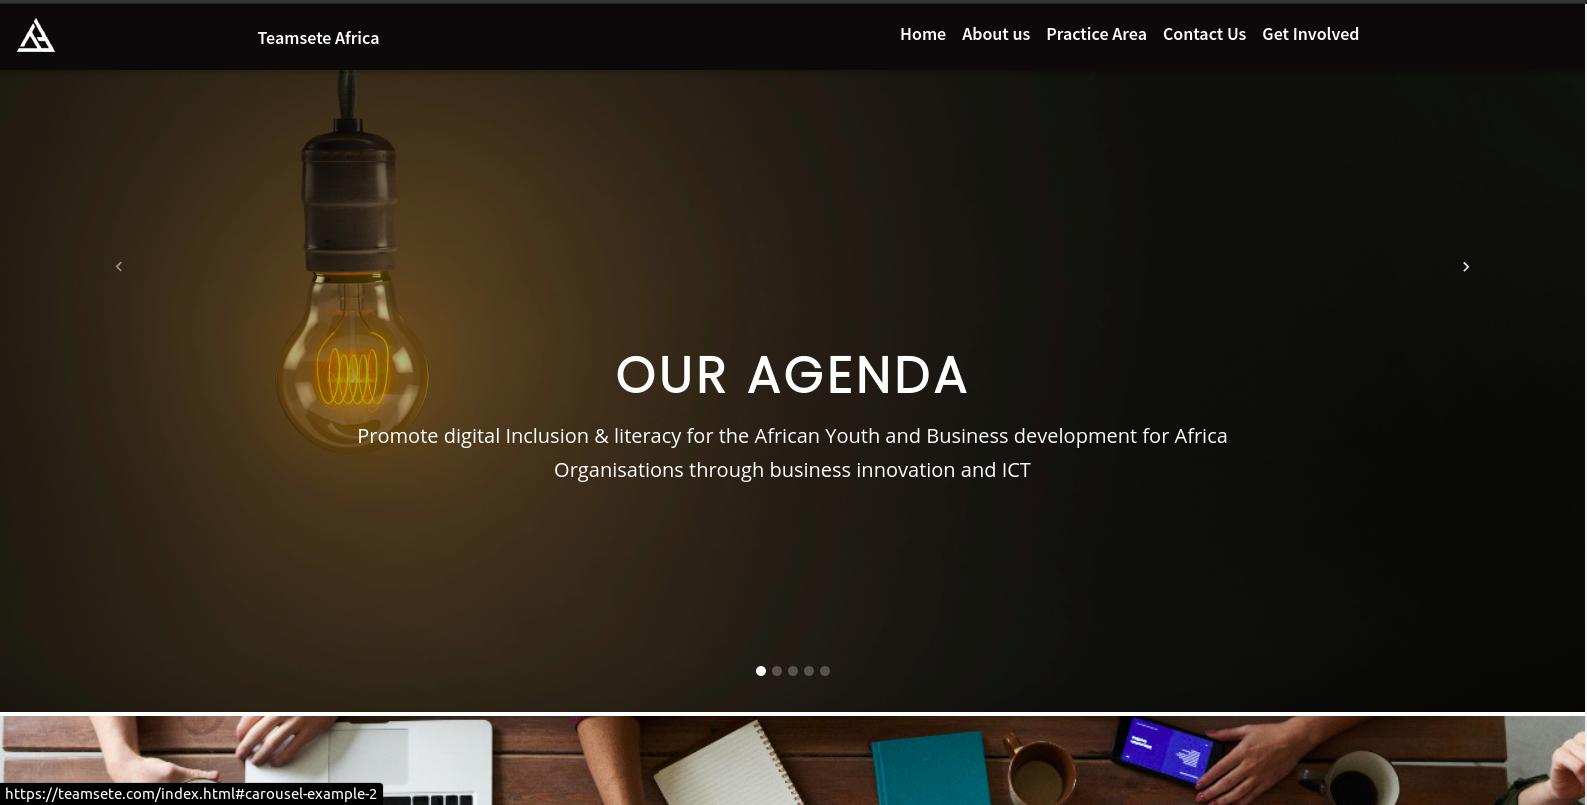 Teamsete Africa
Home About us Practice Area Contact Us Get Involved
OUR AGENDA
Promote digital Inclusion & literacy for the African Youth and Business development for Africa
Organisations through business innovation and ICT
https://teamsete.com/index.html#carousel-example-2